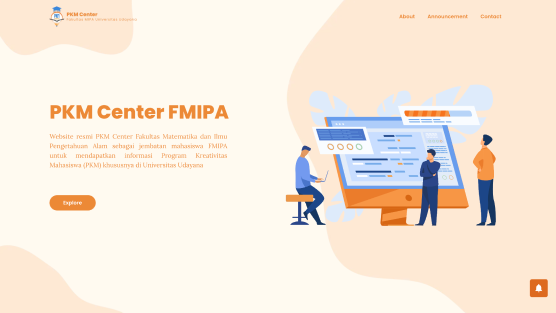 PKM Center
Fakultas MIPA Universitas Udayana
About
Announcement
Contact
PKM Center FMIPA
Website resmi PKM Center Fakultas Matematika dan Ilmu
Pengetahuan Alam sebagai jembatan mahasiswa FMIPA
untuk mendapatkan informasi Program Kreativitas
Mahasiswa (PKM) khususnya di Universitas Udayana
Explore